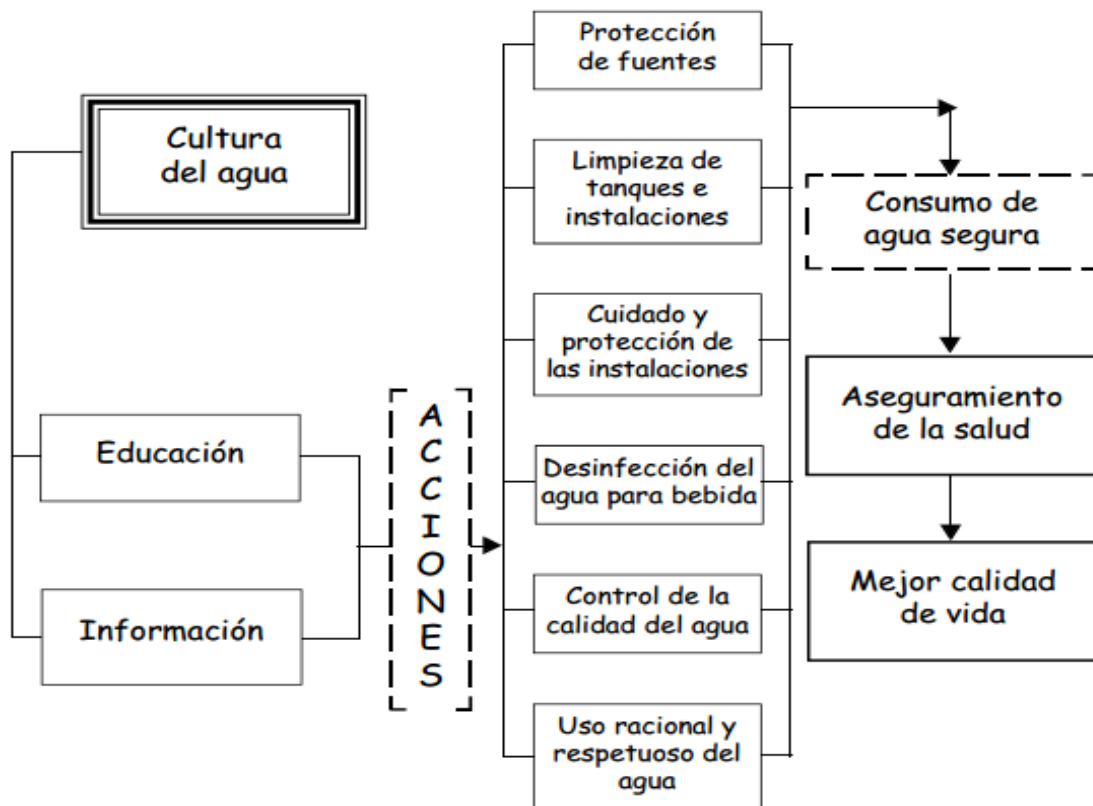 Cultura
del agua
Educación
Información
ACCIONES
Protección
de fuentes
Limpieza de
tanques e
instalaciones
Cuidado y
protección de
las instalaciones
Desinfección del
agua para bebida
Control de la
calidad del agua
Uso racional y
respetuoso del
agua
Consumo de
agua segura
Aseguramiento
de la salud
Mejor calidad
de vida